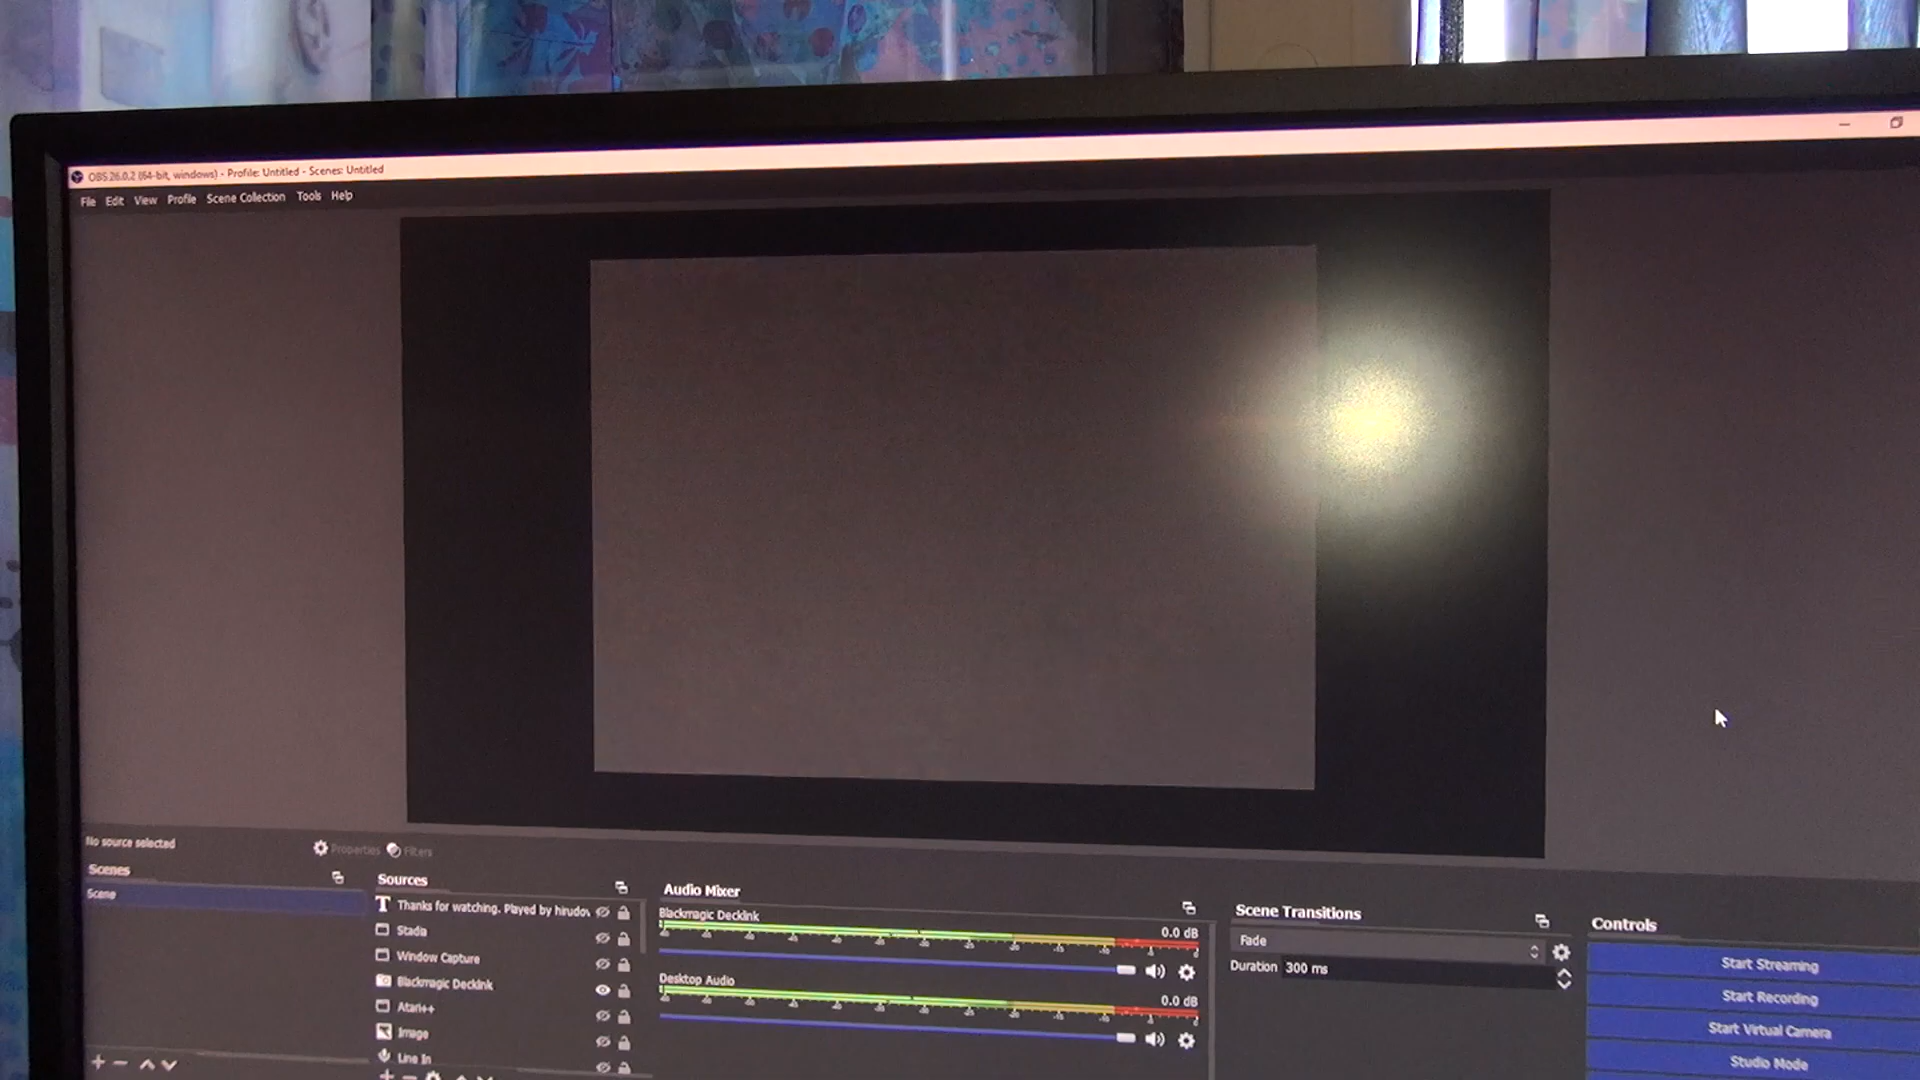 OBS 26.0.2 (64-bit, windows) - Profile: Untitled - Scenes: Untitled
File Edit View Profile Scene Collection Tools Help
No source selected
Properties Filters
Scenes
Scene
Sources
Thanks for watching. Played by hirudov
Stadia
Window Capture
Blackmagic Decklink
Atari++
Image
Line In
Audio Mixer
Blackmagic Decklink
0.0 dB
Desktop Audio
0.0 dB
Scene Transitions
Fade
Duration 300 ms
Controls
Start Streaming
Start Recording
Start Virtual Camera
Studio Mode